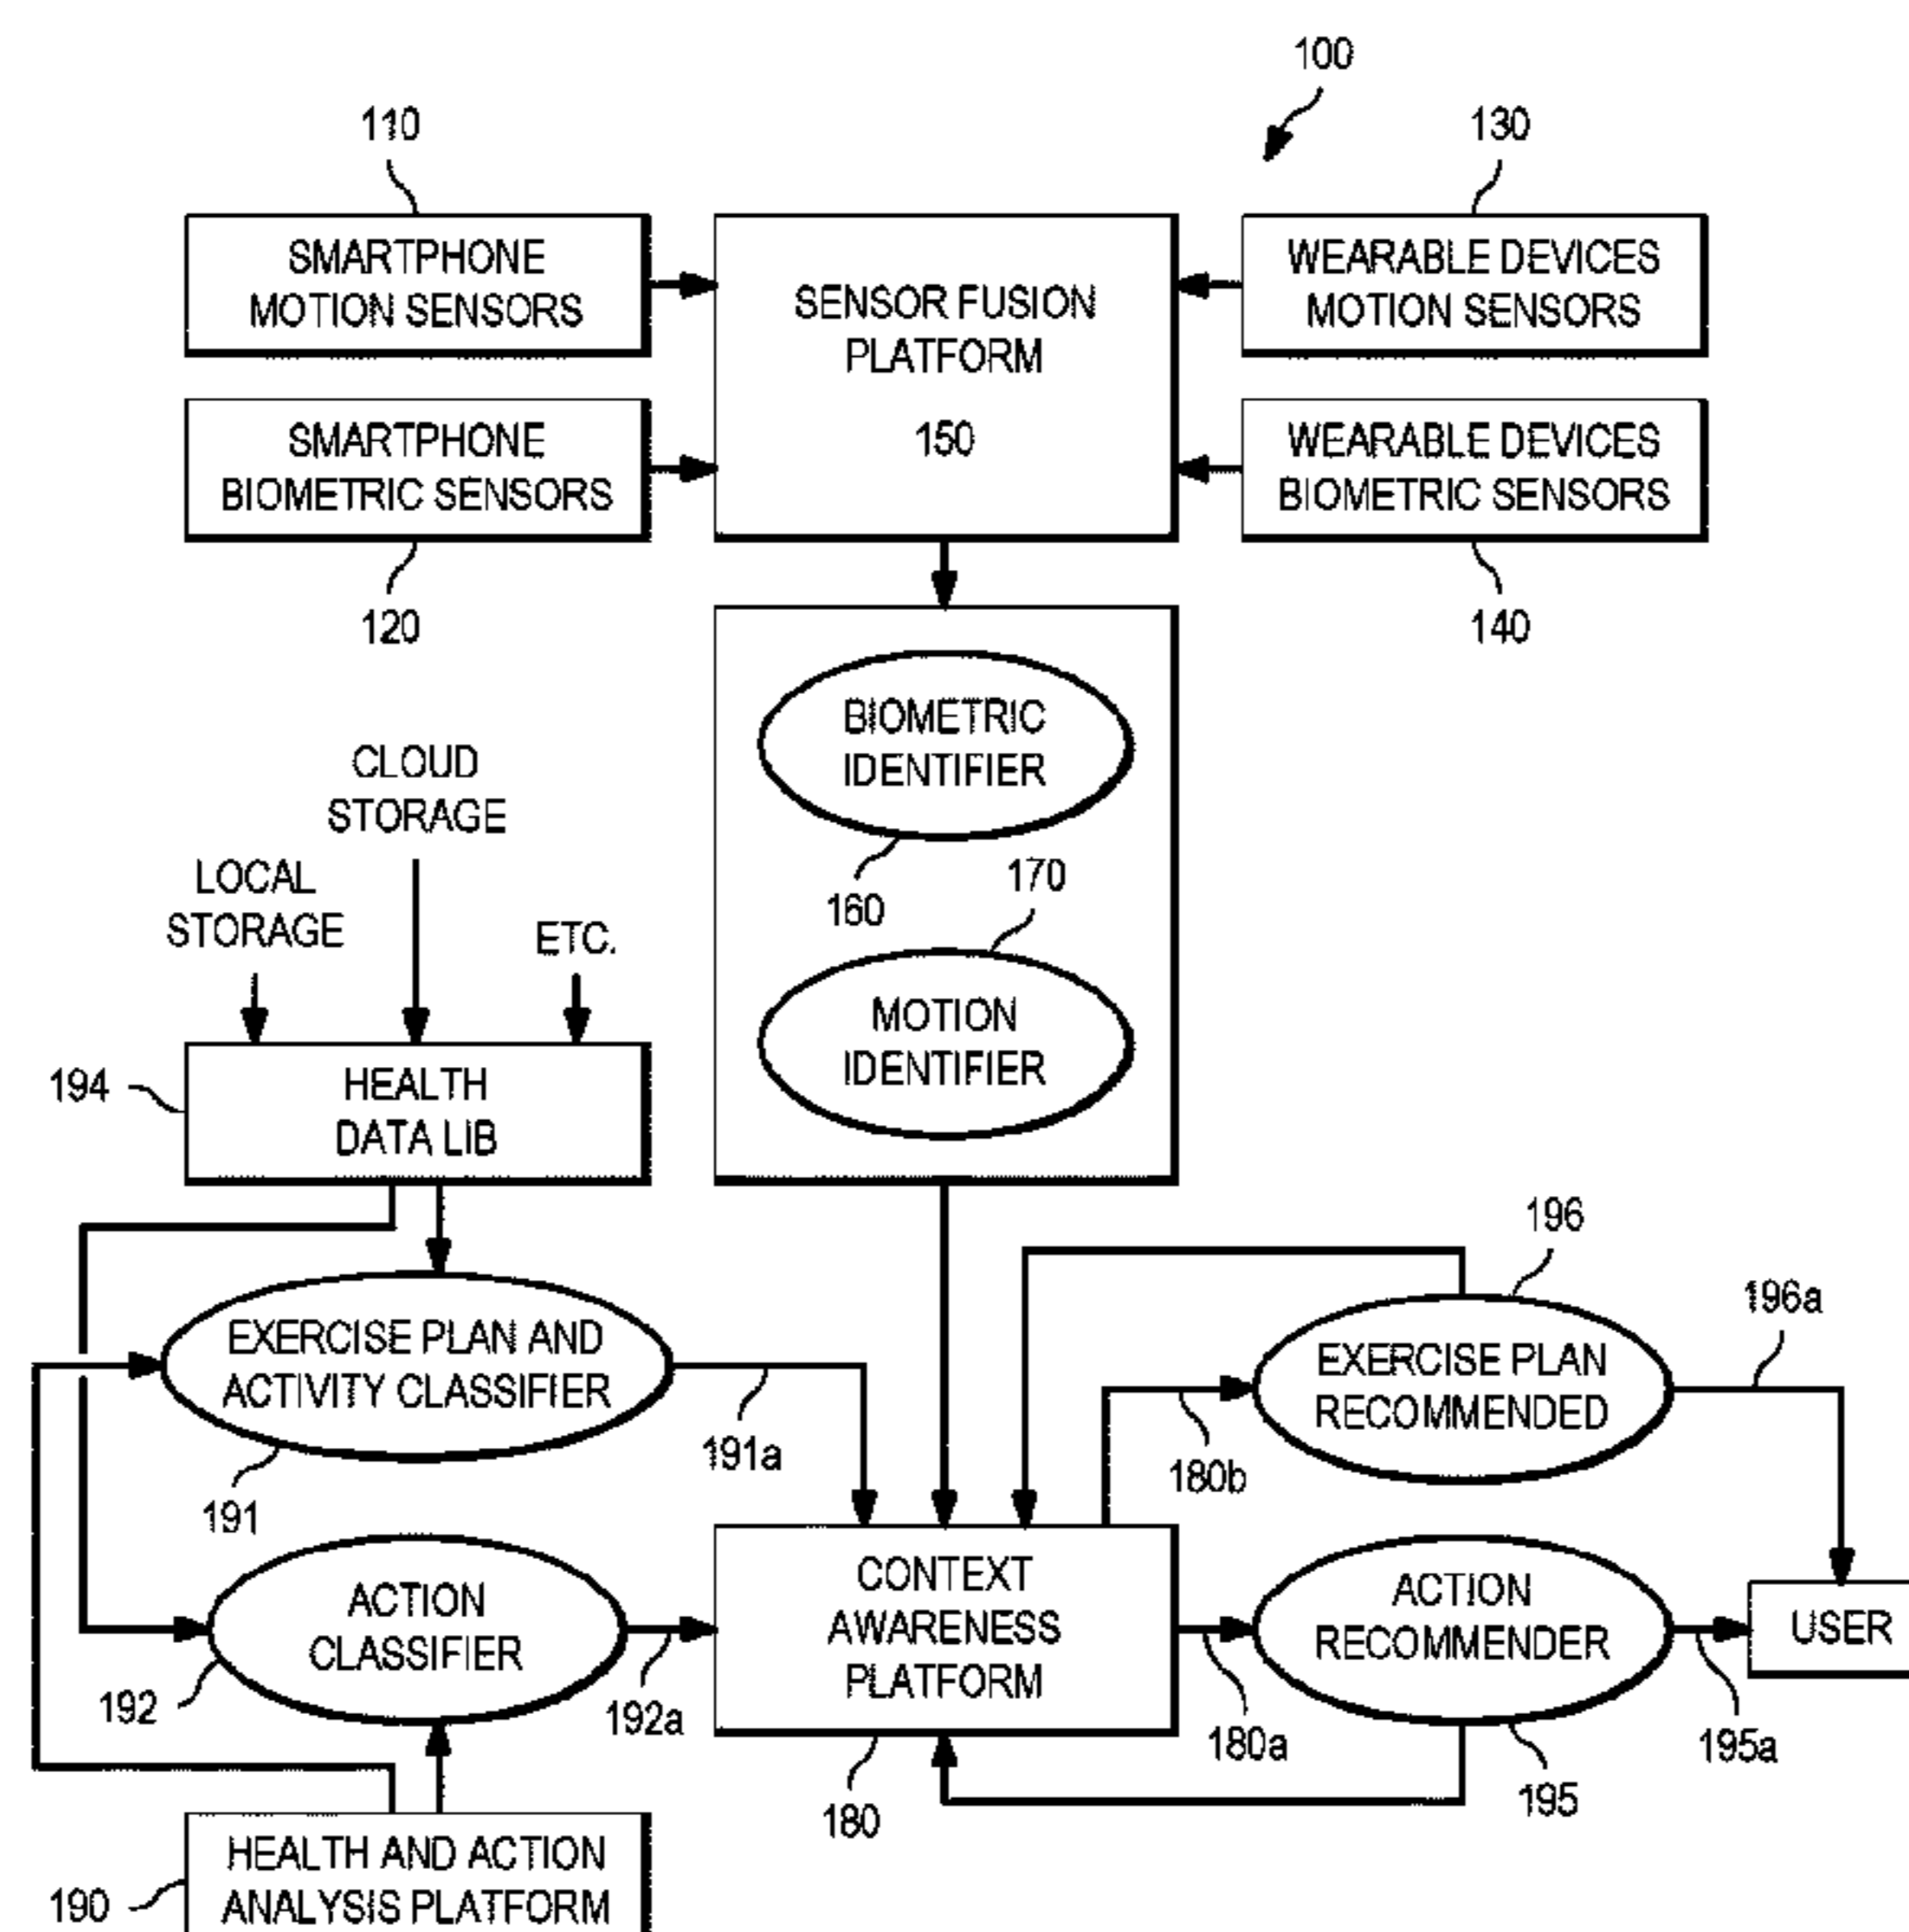 100
110
130
SMARTPHONE
MOTION SENSORS
SENSOR FUSION
PLATFORM
150
WEARABLE DEVICES
MOTION SENSORS
SMARTPHONE
BIOMETRIC SENSORS
WEARABLE DEVICES
BIOMETRIC SENSORS
120
140
BIOMETRIC
IDENTIFIER
160
170
MOTION
IDENTIFIER
CLOUD
STORAGE
LOCAL
STORAGE
ETC.
194
HEALTH
DATA LIB
196
196a
EXERCISE PLAN AND
ACTIVITY CLASSIFIER
191
191a
EXERCISE PLAN
RECOMMENDED
180b
ACTION
CLASSIFIER
192
192a
CONTEXT
AWARENESS
PLATFORM
180
180a
ACTION
RECOMMENDER
195
195a
USER
190
HEALTH AND ACTION
ANALYSIS PLATFORM